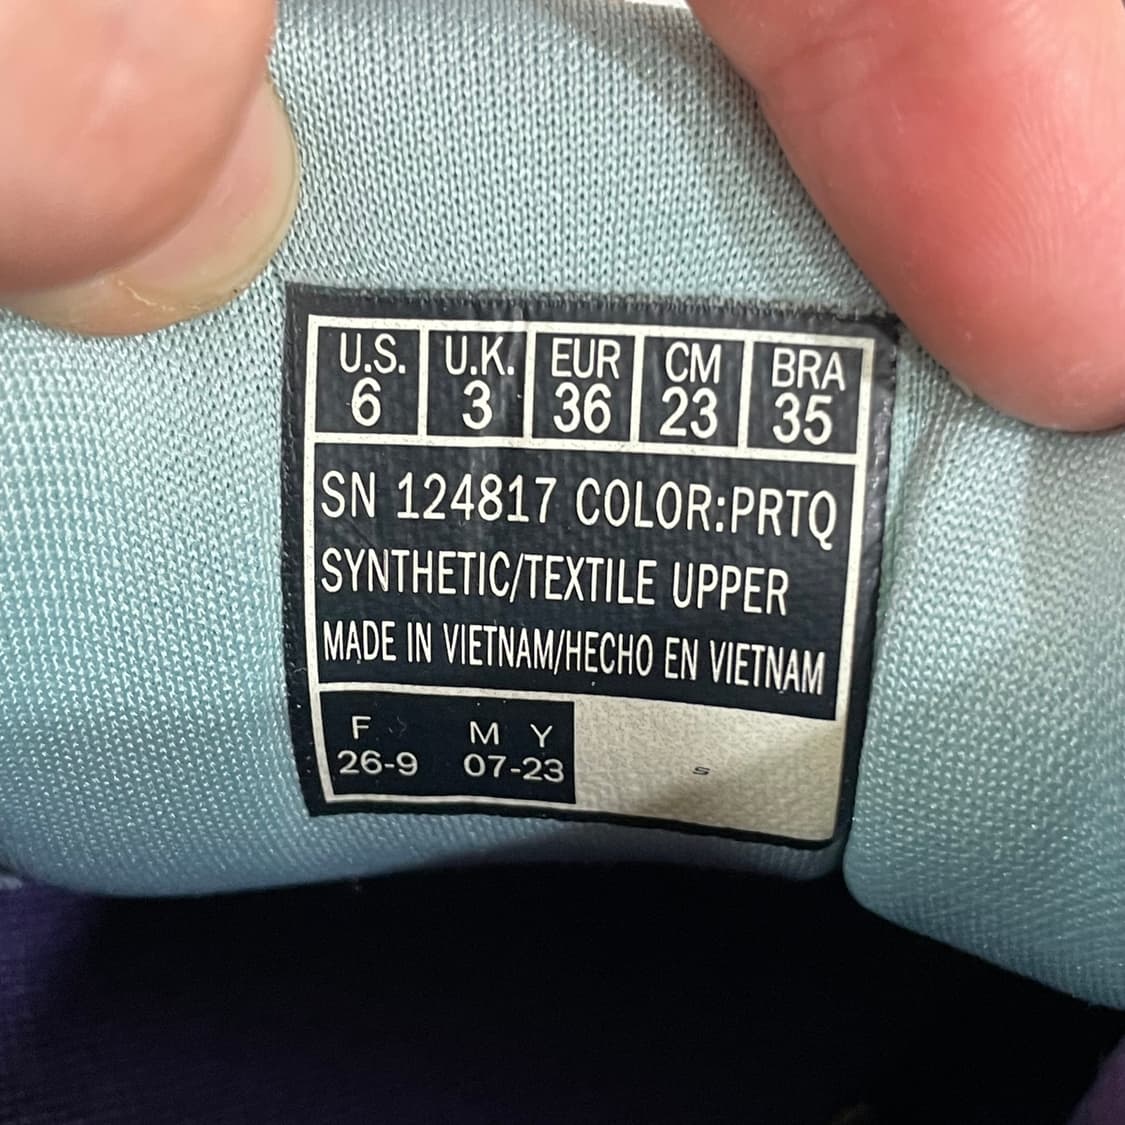 U.S. U.K. EUR CM BRA
6 3 36 23 35
SN 124817 COLOR:PRTQ
SYNTHETIC/TEXTILE UPPER
MADE IN VIETNAM/HECHO EN VIETNAM
F M Y
26-9 07-23
S